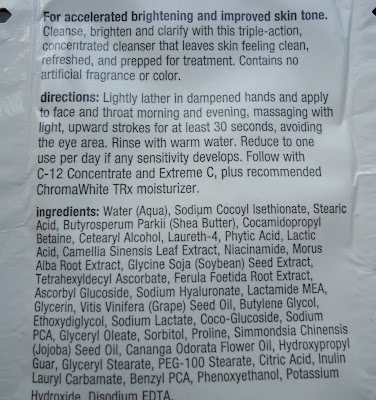 For accelerated brightening and improved skin tone.
Cleanse, brighten and clarify with this triple-action,
concentrated cleanser that leaves skin feeling clean,
refreshed, and prepped for treatment. Contains no
artificial fragrance or color.
directions: Lightly lather in dampened hands and apply
to face and throat morning and evening, massaging with
light, upward strokes for at least 30 seconds, avoiding
the eye area. Rinse with warm water. Reduce to one
use per day if any sensitivity develops. Follow with
C-12 Concentrate and Extreme C, plus recommended
ChromaWhite TRx moisturizer.
ingredients: Water (Aqua), Sodium Cocoyl Isethionate, Stearic
Acid, Butyrosperum Parkii (Shea Butter), Cocamidopropyl
Betaine, Cetearyl Alcohol, Laureth-4, Phytic Acid, Lactic
Acid, Camellia Sinensis Leaf Extract, Niacinamide, Morus
Alba Root Extract, Glycine Soja (Soybean) Seed Extract,
Tetrahexyldecyl Ascorbate, Ferula Foetida Root Extract,
Ascorbyl Glucoside, Sodium Hyaluronate, Lactamide MEA,
Glycerin, Vitis Vinifera (Grape) Seed Oil, Butylene Glycol,
Ethoxydiglycol, Sodium Lactate, Coco-Glucoside, Sodium
PCA, Glyceryl Oleate, Sorbitol, Proline, Simmondsia Chinensis
(Jojoba) Seed Oil, Cananga Odorata Flower Oil, Hydroxypropyl
Guar, Glyceryl Stearate, PEG-100 Stearate, Citric Acid, Inulin
Lauryl Carbamate, Benzyl PCA, Phenoxyethanol, Potassium
Hydroxide, Disodium EDTA.